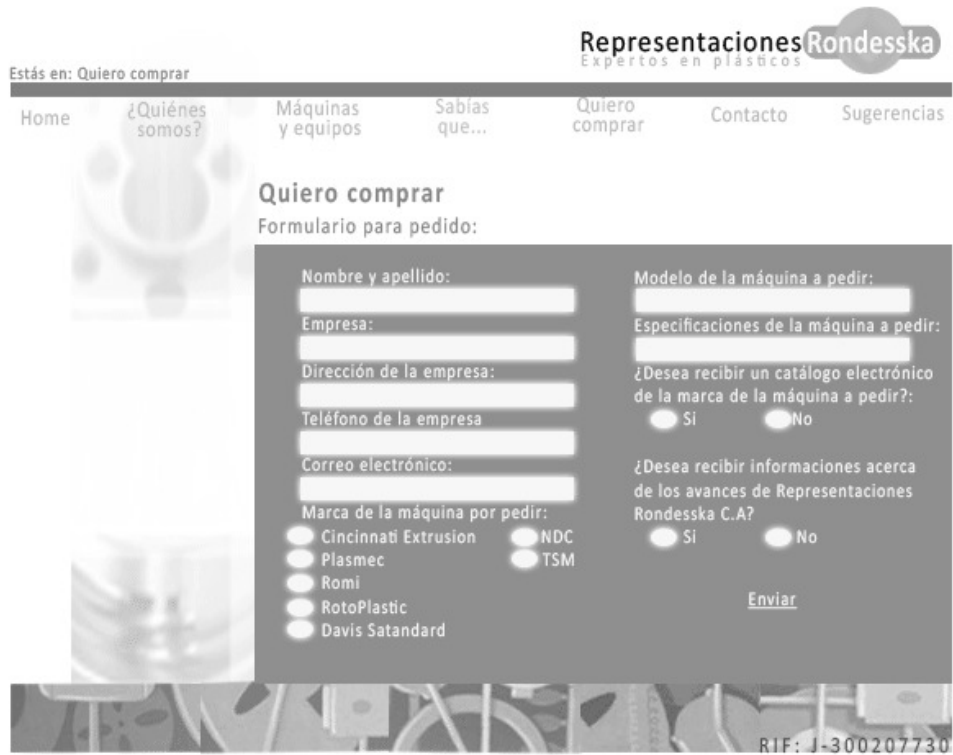 Representaciones Rondesska
Expertos en plásticos
Estás en: Quiero comprar
Home
¿Quiénes
somos?
Máquinas
y equipos
Sabías
que...
Quiero
comprar
Contacto
Sugerencias
Quiero comprar
Formulario para pedido:
Nombre y apellido:
Empresa:
Dirección de la empresa:
Teléfono de la empresa
Correo electrónico:
Marca de la máquina por pedir:
Cincinnati Extrusion
NDC
Plasmec
TSM
Romi
RotoPlastic
Davis Satandard
Modelo de la máquina a pedir:
Especificaciones de la máquina a pedir:
¿Desea recibir un catálogo electrónico
de la marca de la máquina a pedir?:
Si
No
¿Desea recibir informaciones acerca
de los avances de Representaciones
Rondesska C.A?
Si
No
Enviar
RIF: J-300207730